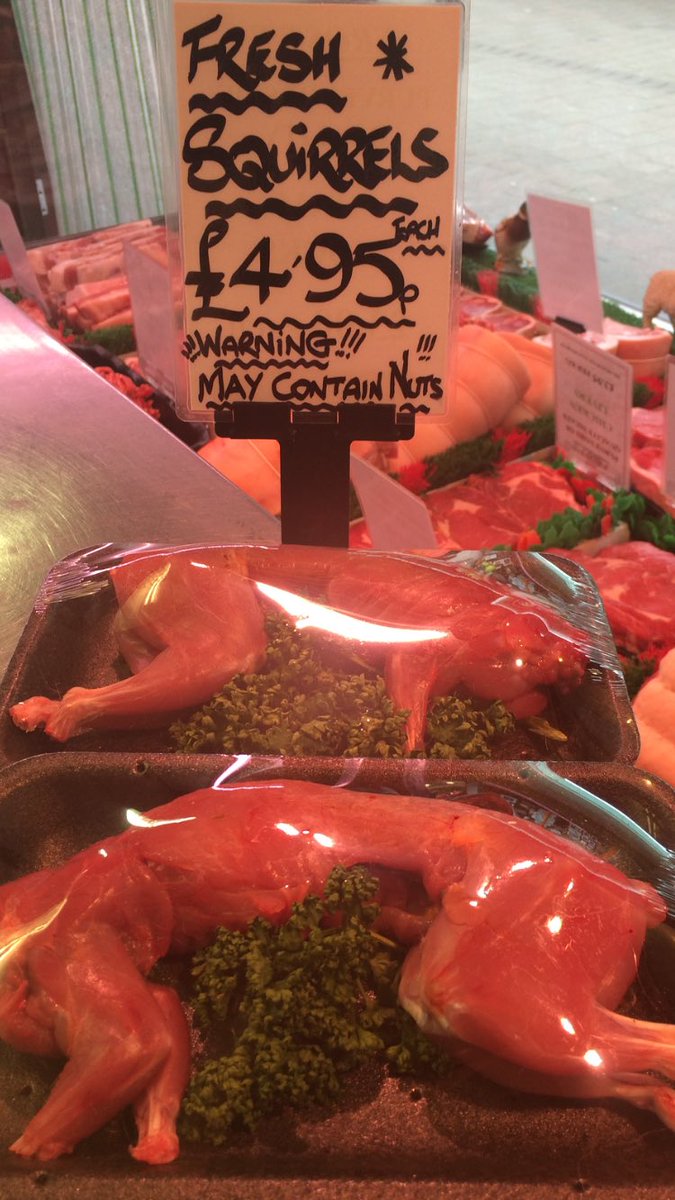 FRESH *
SQUiRRELS
£4.95p EACH
!!!WARNING!!!
MAY CONTAIN NUTS !!!